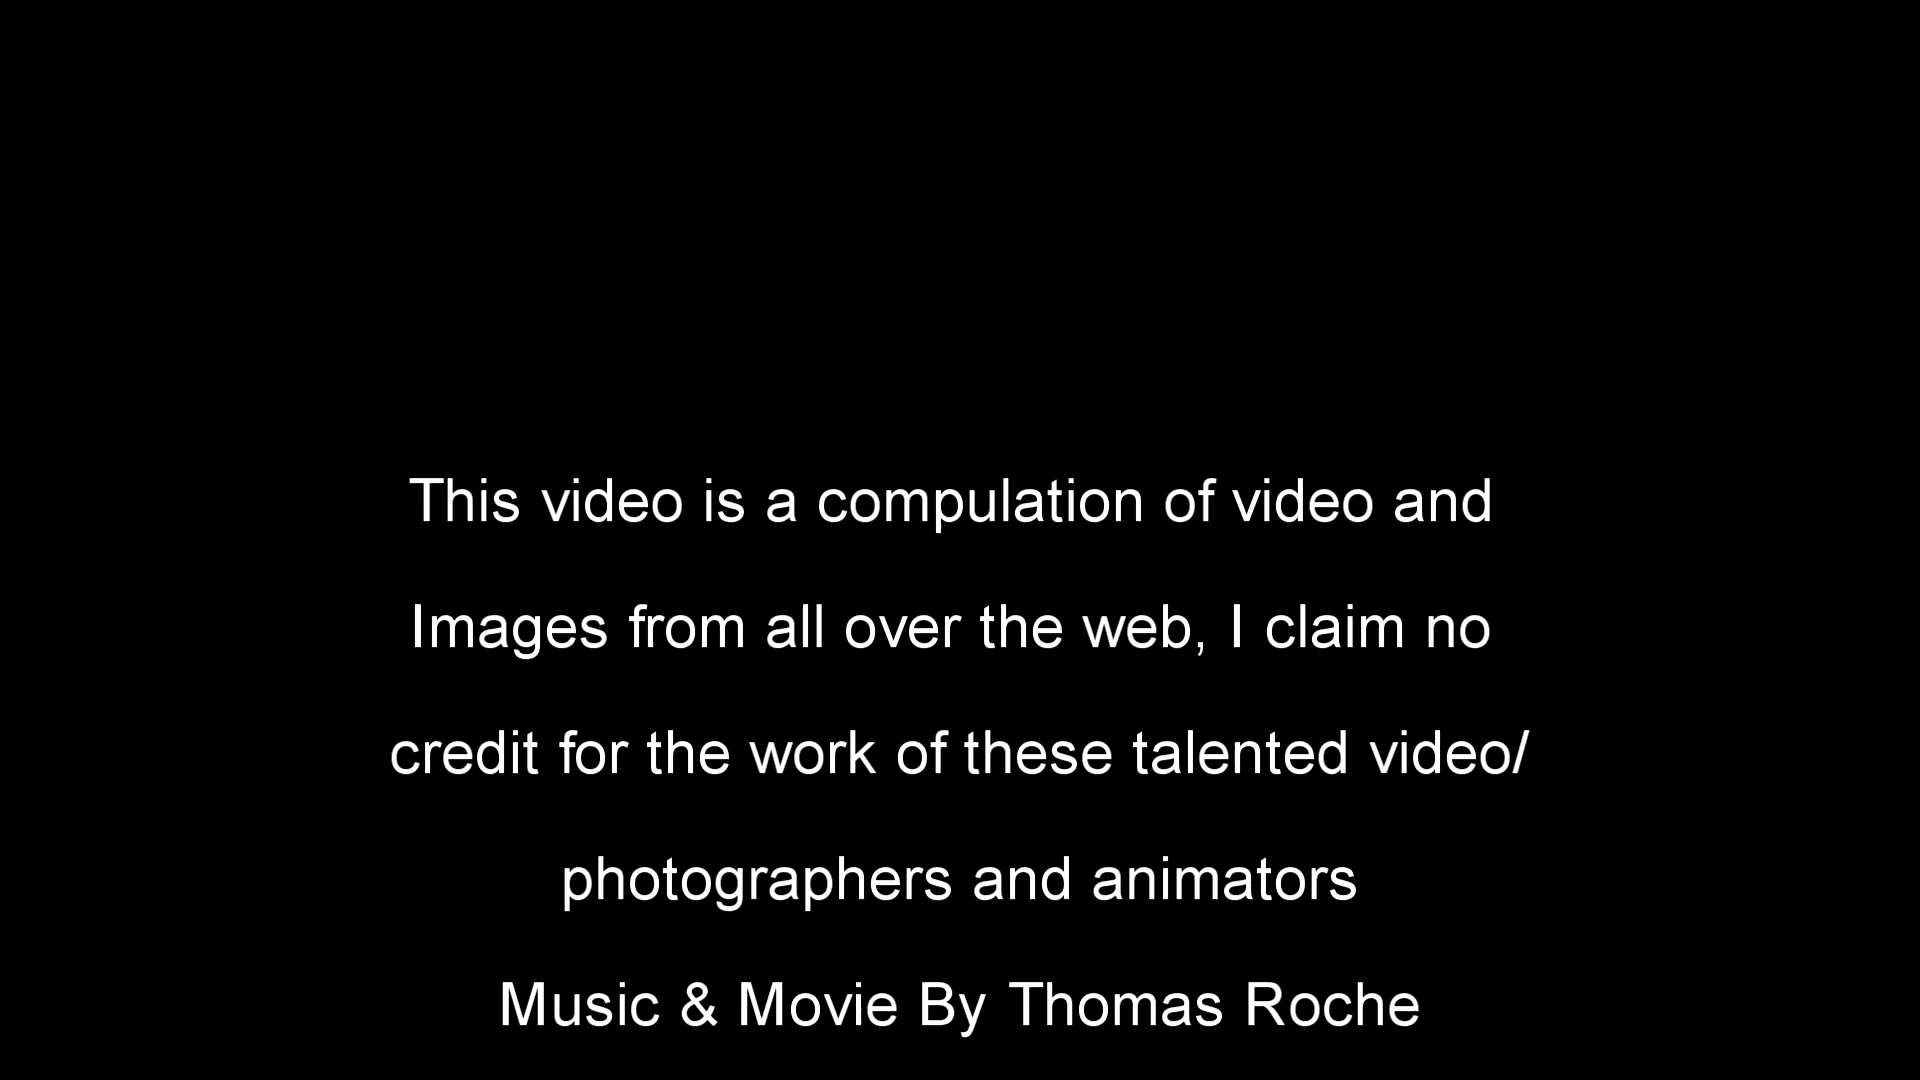 This video is a compulation of video and
Images from all over the web, I claim no
credit for the work of these talented video/
photographers and animators
Music & Movie By Thomas Roche